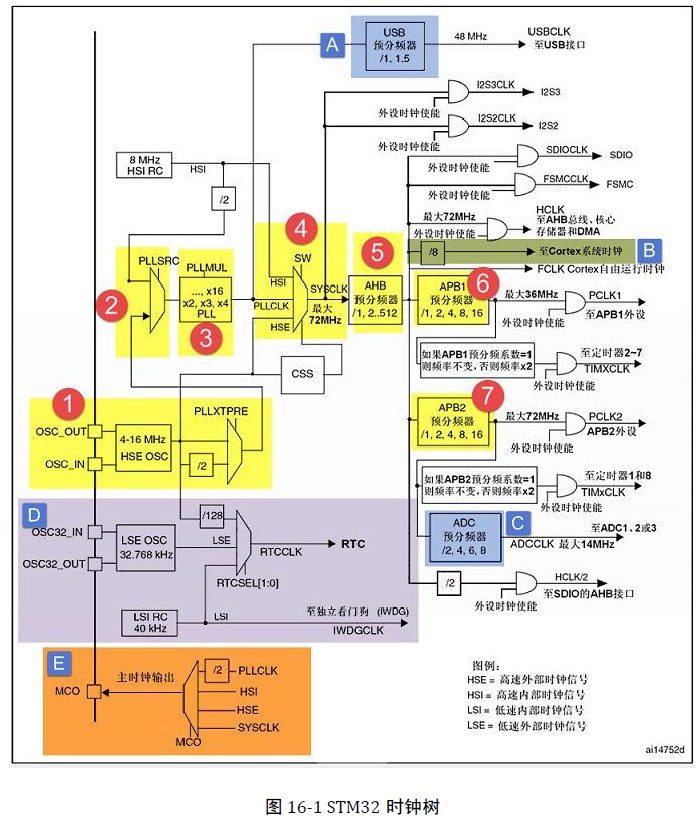 A
USB
预分频器
/1, 1.5
48 MHz
USBCLK
至USB接口
I2S3CLK
I2S3
外设时钟使能
I2S2CLK
I2S2
外设时钟使能
8 MHz
HSI RC
HSI
/2
SDIOCLK
SDIO
外设时钟使能
FSMCCLK
FSMC
外设时钟使能
最大72MHz
外设时钟使能
HCLK
至AHB总线、核心
存储器和DMA
/8
至Cortex系统时钟
B
FCLK Cortex自由运行时钟
2
PLLSRC
PLLMUL
..., x16
x2, x3, x4
PLL
3
4
SW
HSI
PLLCLK
HSE
SYSCLK
最大
72MHz
CSS
5
AHB
预分频器
/1, 2..512
6
APB1
预分频器
/1, 2, 4, 8, 16
最大36MHz
外设时钟使能
PCLK1
至APB1外设
如果APB1预分频系数=1
则频率不变,否则频率x2
至定时器2~7
TIMXCLK
外设时钟使能
7
APB2
预分频器
/1, 2, 4, 8, 16
最大72MHz
外设时钟使能
PCLK2
APB2外设
如果APB2预分频系数=1
则频率不变,否则频率x2
至定时器1和8
TIMxCLK
外设时钟使能
ADC
预分频器
/2, 4, 6, 8
C
至ADC1、2或3
ADCCLK 最大14MHz
/2
HCLK/2
至SDIO的AHB接口
外设时钟使能
1
OSC_OUT
OSC_IN
4-16 MHz
HSE OSC
PLLXTPRE
/2
D
OSC32_IN
OSC32_OUT
LSE OSC
32.768 kHz
/128
LSE
RTCCLK
RTC
RTCSEL[1:0]
LSI RC
40 kHz
LSI
至独立看门狗 (IWDG)
IWDGCLK
E
MCO
主时钟输出
/2
PLLCLK
HSI
HSE
SYSCLK
MCO
图例：
HSE = 高速外部时钟信号
HSI = 高速内部时钟信号
LSI = 低速内部时钟信号
LSE = 低速外部时钟信号
ai14752d
图 16-1 STM32 时钟树